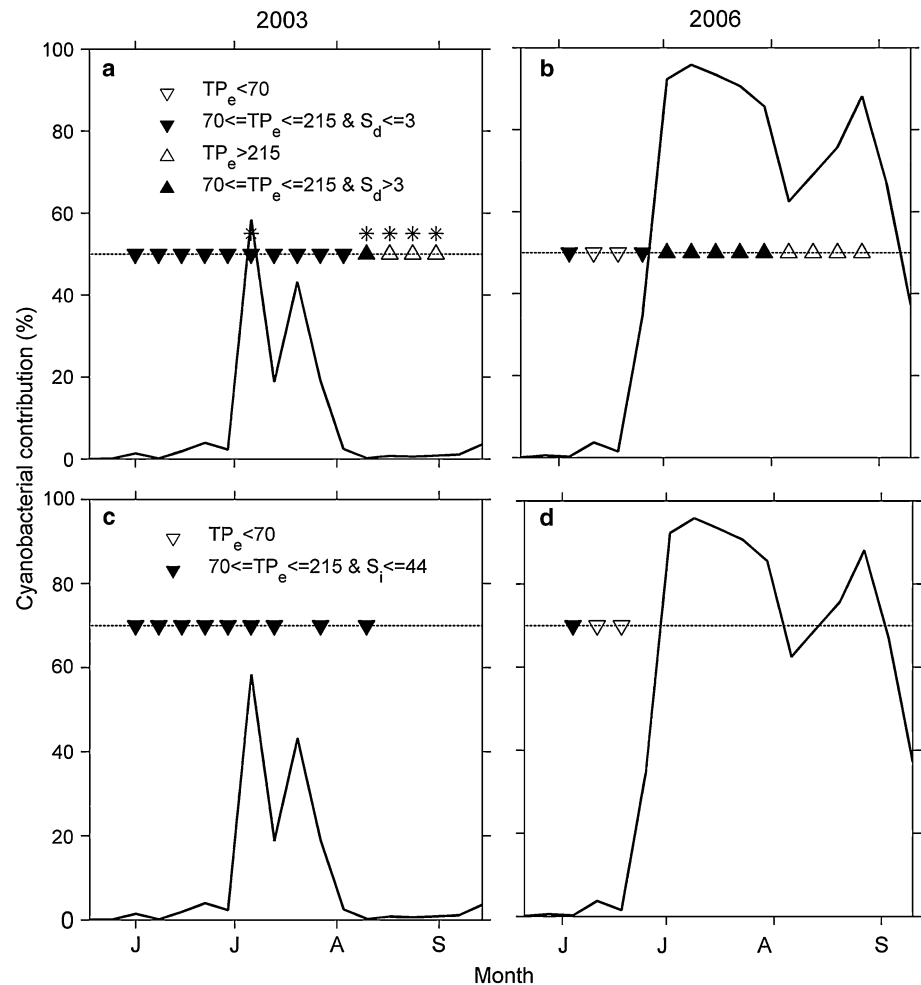 2003
2006
Cyanobacterial contribution (%)
a
100
80
60
40
20
0
TPe<70
70<=TPe<=215 & Sd<=3
TPe>215
70<=TPe<=215 & Sd>3
b
c
100
80
60
40
20
0
TPe<70
70<=TPe<=215 & Si<=44
d
J J A S
J J A S
Month